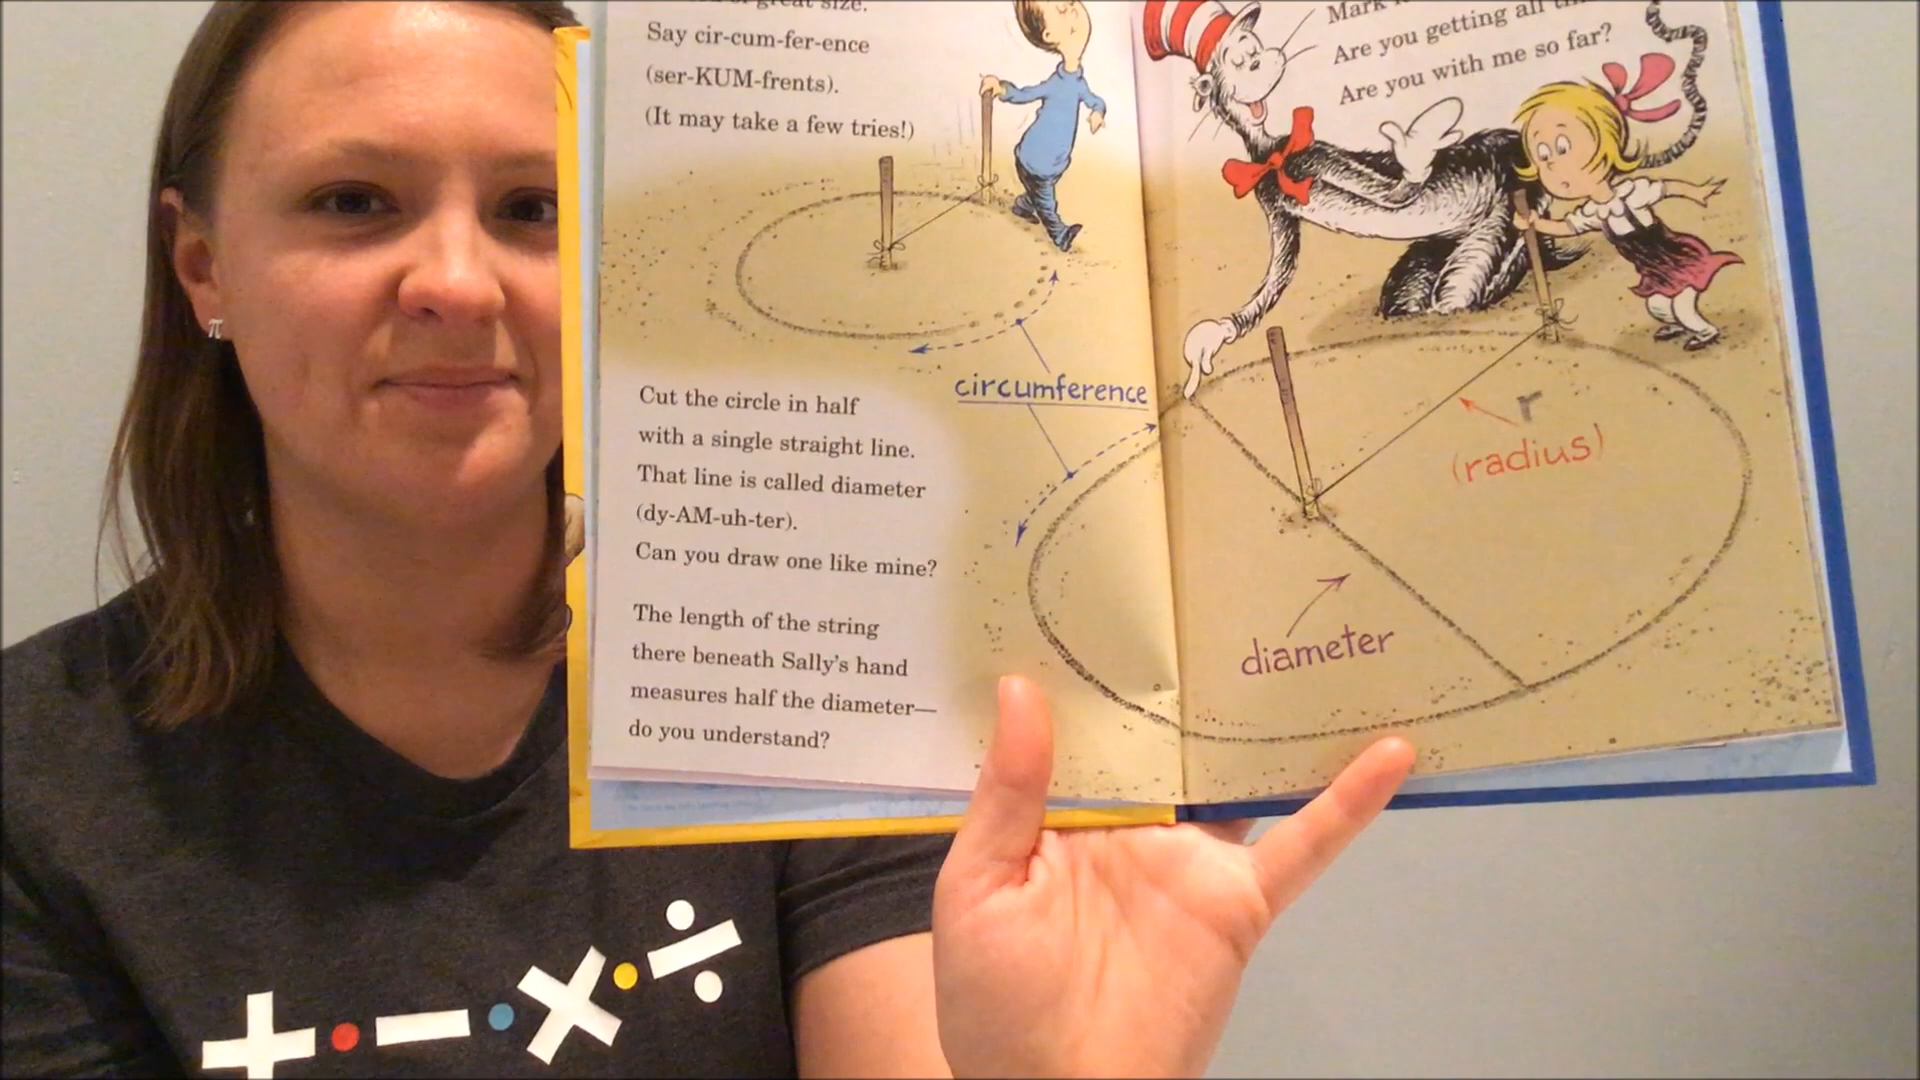 great size.
Say cir-cum-fer-ence
(ser-KUM-frents).
(It may take a few tries!)
circumference
Cut the circle in half
with a single straight line.
That line is called diameter
(dy-AM-uh-ter).
Can you draw one like mine?
The length of the string
there beneath Sally's hand
measures half the diameter—
do you understand?
Mark
Are you getting all
Are you with me so far?
r
(radius)
diameter
π
+ • — • × • ÷